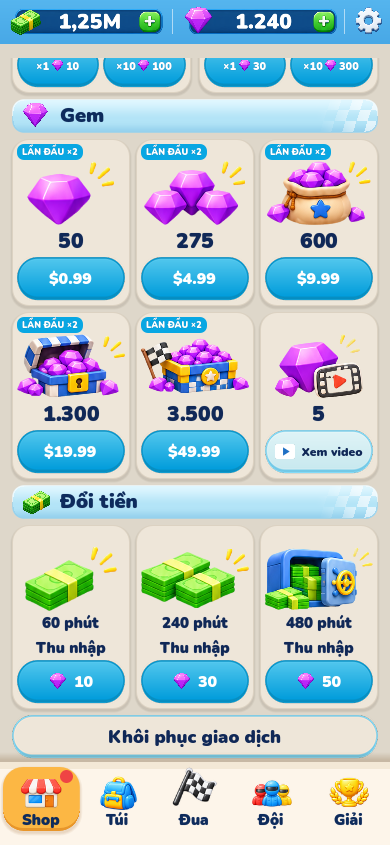 1,25M 1.240
×1 10 ×10 100 ×1 30 ×10 300
Gem
LẦN ĐẦU ×2 LẦN ĐẦU ×2 LẦN ĐẦU ×2
50 275 600
$0.99 $4.99 $9.99
LẦN ĐẦU ×2 LẦN ĐẦU ×2
1.300 3.500 5
$19.99 $49.99 Xem video
Đổi tiền
60 phút 240 phút 480 phút
Thu nhập Thu nhập Thu nhập
10 30 50
Khôi phục giao dịch
Shop Túi Đua Đội Giải